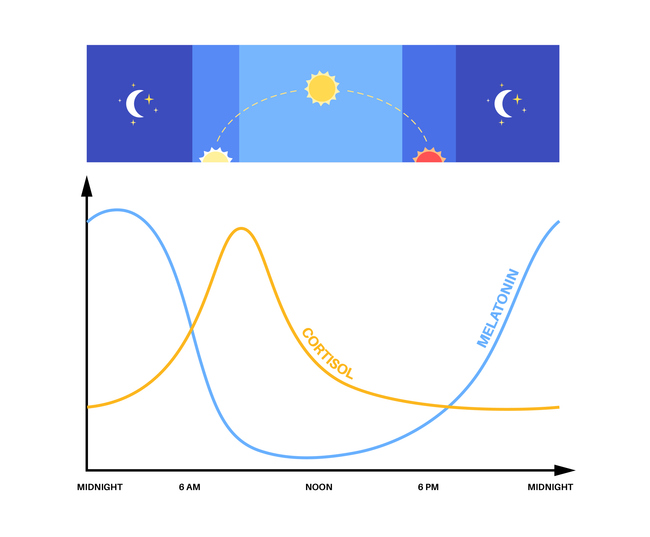 CORTISOL
MELATONIN
MIDNIGHT 6 AM NOON 6 PM MIDNIGHT